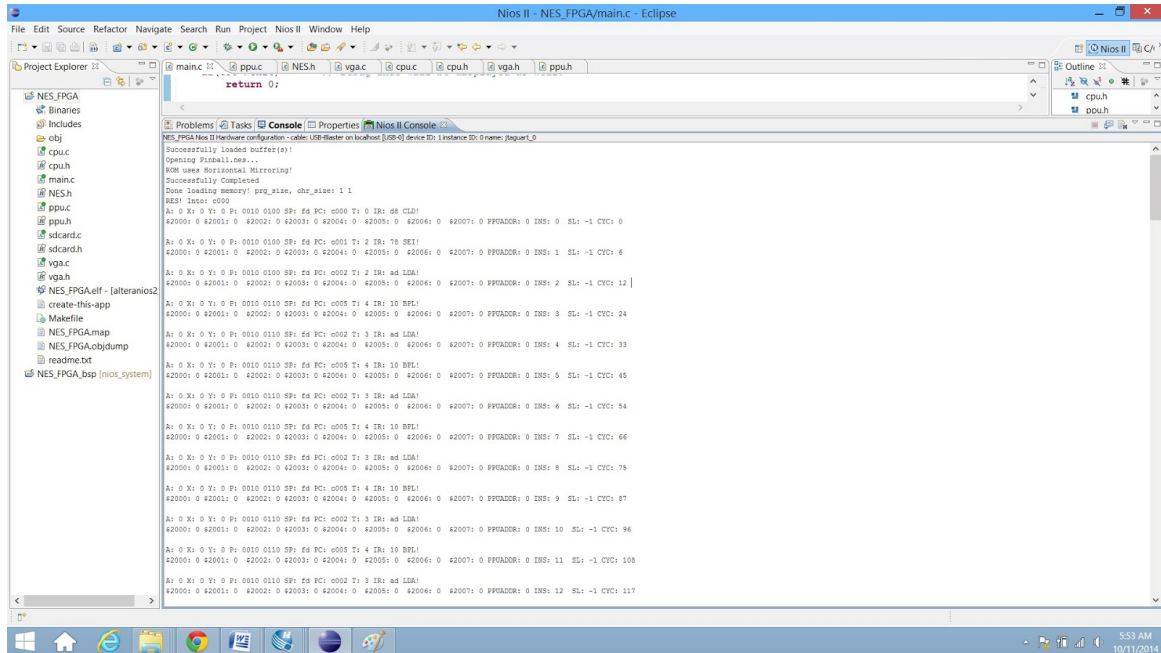 Nios II - NES_FPGA/main.c - Eclipse
File Edit Source Refactor Navigate Search Run Project Nios II Window Help
Nios II C/
Project Explorer
main.c ppu.c NES.h vga.c cpu.c cpu.h vga.h ppu.h
Outline
return 0;
cpu.h
ppu.h
NES_FPGA
Binaries
Includes
obj
cpu.c
cpu.h
main.c
NES.h
ppu.c
ppu.h
sdcard.c
sdcard.h
vga.c
vga.h
NES_FPGA.elf - [alteranios2
create-this-app
Makefile
NES_FPGA.map
NES_FPGA.objdump
readme.txt
NES_FPGA_bsp [nios_system]
Problems Tasks Console Properties Nios II Console
NES_FPGA Nios II Hardware configuration - cable: USB-Blaster on localhost [USB-0] device ID: 1 instance ID: 0 name: jtaguart_0
Successfully loaded buffer(s)!
Opening Pinball.nes...
ROM uses Horizontal Mirroring!
Successfully Completed
Done loading memory! prg_size, chr_size: 1 1
RES! Into: c000
A: 0 X: 0 Y: 0 P: 0010 0100 SP: fd PC: c000 T: 0 IR: d8 CLD!
$2000: 0 $2001: 0 $2002: 0 $2003: 0 $2004: 0 $2005: 0 $2006: 0 $2007: 0 PPUADDR: 0 INS: 0 SL: -1 CYC: 0
A: 0 X: 0 Y: 0 P: 0010 0100 SP: fd PC: c001 T: 2 IR: 78 SEI!
$2000: 0 $2001: 0 $2002: 0 $2003: 0 $2004: 0 $2005: 0 $2006: 0 $2007: 0 PPUADDR: 0 INS: 1 SL: -1 CYC: 6
A: 0 X: 0 Y: 0 P: 0010 0100 SP: fd PC: c002 T: 2 IR: ad LDA!
$2000: 0 $2001: 0 $2002: 0 $2003: 0 $2004: 0 $2005: 0 $2006: 0 $2007: 0 PPUADDR: 0 INS: 2 SL: -1 CYC: 12
A: 0 X: 0 Y: 0 P: 0010 0110 SP: fd PC: c005 T: 4 IR: 10 BPL!
$2000: 0 $2001: 0 $2002: 0 $2003: 0 $2004: 0 $2005: 0 $2006: 0 $2007: 0 PPUADDR: 0 INS: 3 SL: -1 CYC: 24
A: 0 X: 0 Y: 0 P: 0010 0110 SP: fd PC: c002 T: 3 IR: ad LDA!
$2000: 0 $2001: 0 $2002: 0 $2003: 0 $2004: 0 $2005: 0 $2006: 0 $2007: 0 PPUADDR: 0 INS: 4 SL: -1 CYC: 33
A: 0 X: 0 Y: 0 P: 0010 0110 SP: fd PC: c005 T: 4 IR: 10 BPL!
$2000: 0 $2001: 0 $2002: 0 $2003: 0 $2004: 0 $2005: 0 $2006: 0 $2007: 0 PPUADDR: 0 INS: 5 SL: -1 CYC: 45
A: 0 X: 0 Y: 0 P: 0010 0110 SP: fd PC: c002 T: 3 IR: ad LDA!
$2000: 0 $2001: 0 $2002: 0 $2003: 0 $2004: 0 $2005: 0 $2006: 0 $2007: 0 PPUADDR: 0 INS: 6 SL: -1 CYC: 54
A: 0 X: 0 Y: 0 P: 0010 0110 SP: fd PC: c005 T: 4 IR: 10 BPL!
$2000: 0 $2001: 0 $2002: 0 $2003: 0 $2004: 0 $2005: 0 $2006: 0 $2007: 0 PPUADDR: 0 INS: 7 SL: -1 CYC: 66
A: 0 X: 0 Y: 0 P: 0010 0110 SP: fd PC: c002 T: 3 IR: ad LDA!
$2000: 0 $2001: 0 $2002: 0 $2003: 0 $2004: 0 $2005: 0 $2006: 0 $2007: 0 PPUADDR: 0 INS: 8 SL: -1 CYC: 75
A: 0 X: 0 Y: 0 P: 0010 0110 SP: fd PC: c005 T: 4 IR: 10 BPL!
$2000: 0 $2001: 0 $2002: 0 $2003: 0 $2004: 0 $2005: 0 $2006: 0 $2007: 0 PPUADDR: 0 INS: 9 SL: -1 CYC: 87
A: 0 X: 0 Y: 0 P: 0010 0110 SP: fd PC: c002 T: 3 IR: ad LDA!
$2000: 0 $2001: 0 $2002: 0 $2003: 0 $2004: 0 $2005: 0 $2006: 0 $2007: 0 PPUADDR: 0 INS: 10 SL: -1 CYC: 96
A: 0 X: 0 Y: 0 P: 0010 0110 SP: fd PC: c005 T: 4 IR: 10 BPL!
$2000: 0 $2001: 0 $2002: 0 $2003: 0 $2004: 0 $2005: 0 $2006: 0 $2007: 0 PPUADDR: 0 INS: 11 SL: -1 CYC: 108
A: 0 X: 0 Y: 0 P: 0010 0110 SP: fd PC: c002 T: 3 IR: ad LDA!
$2000: 0 $2001: 0 $2002: 0 $2003: 0 $2004: 0 $2005: 0 $2006: 0 $2007: 0 PPUADDR: 0 INS: 12 SL: -1 CYC: 117
5:53 AM
10/11/2014